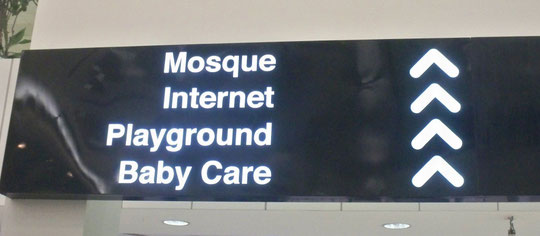 Mosque
Internet
Playground
Baby Care